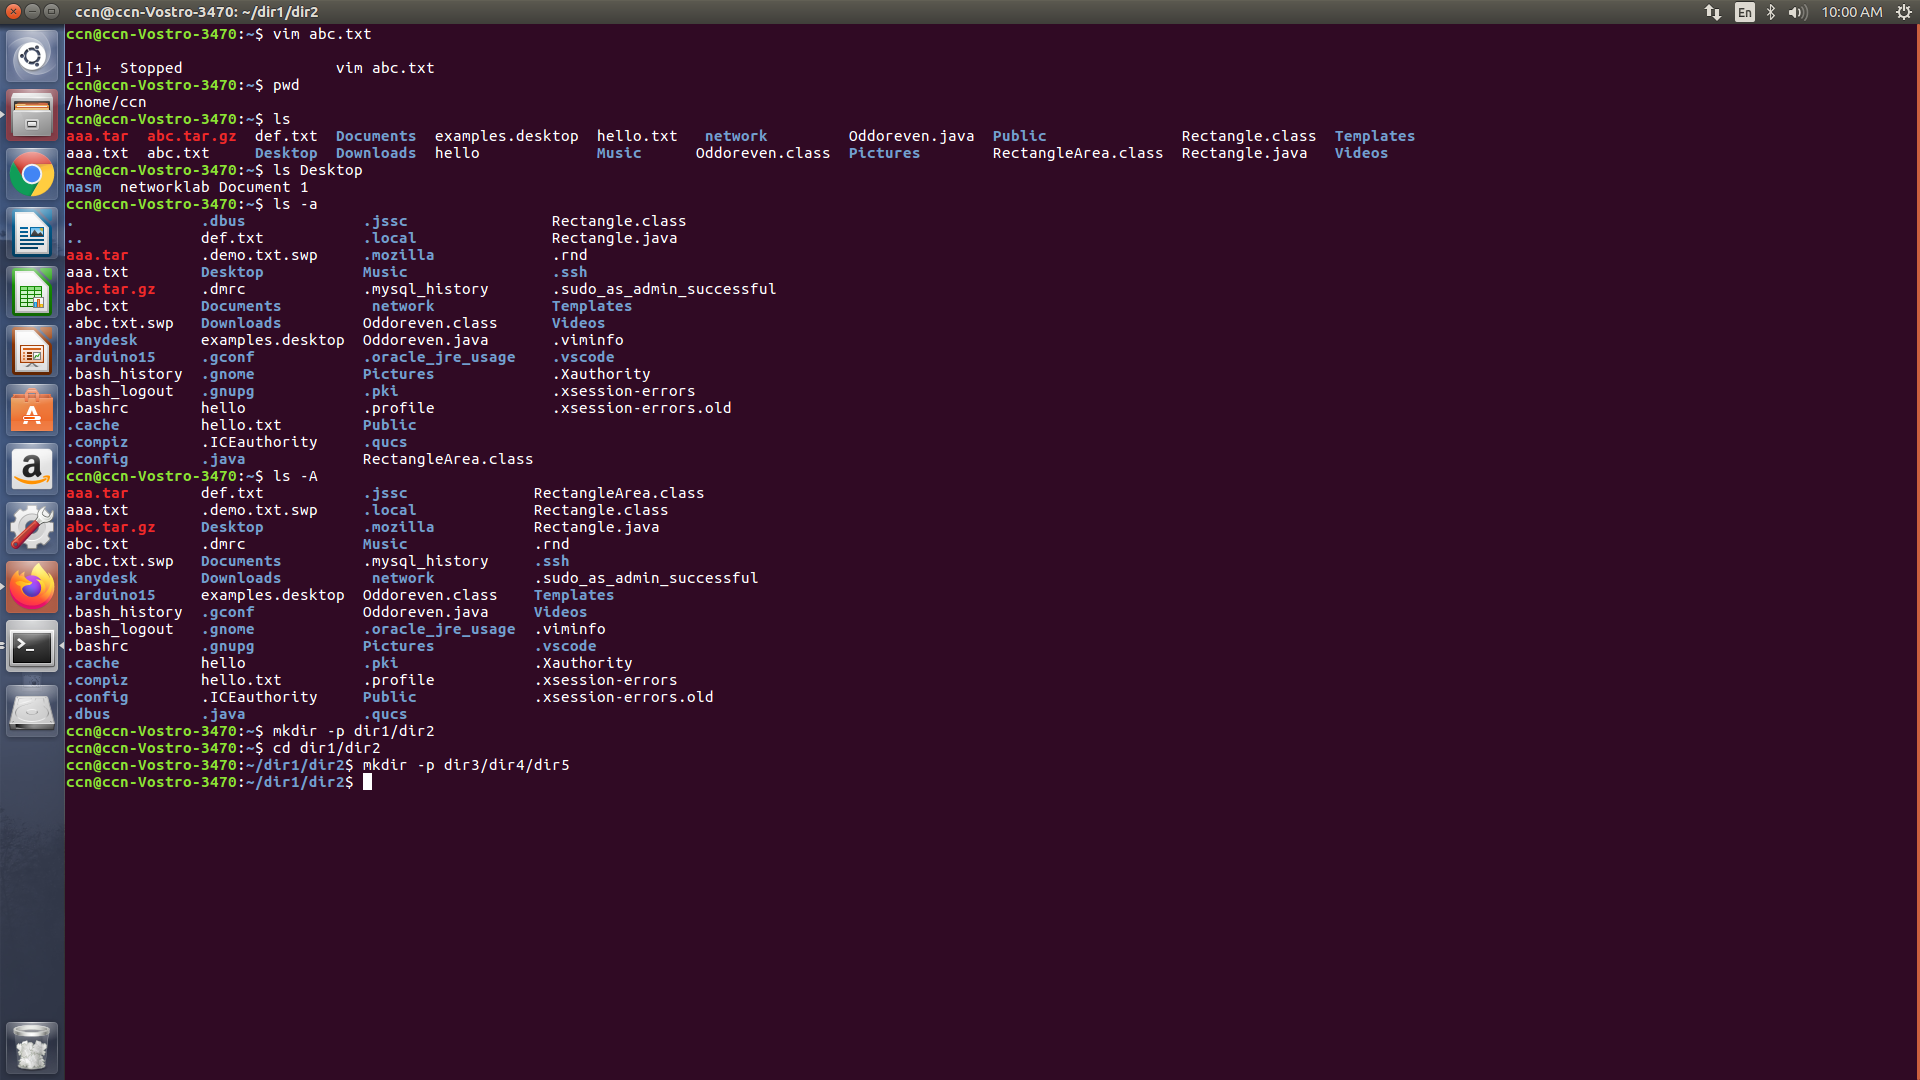 ccn@ccn-Vostro-3470: ~/dir1/dir2
En
10:00 AM
ccn@ccn-Vostro-3470:~$ vim abc.txt
[1]+  Stopped                 vim abc.txt
ccn@ccn-Vostro-3470:~$ pwd
/home/ccn
ccn@ccn-Vostro-3470:~$ ls
aaa.tar  abc.tar.gz  def.txt  Documents  examples.desktop  hello.txt   network         Oddoreven.java  Public               Rectangle.class  Templates
aaa.txt  abc.txt     Desktop  Downloads  hello             Music      Oddoreven.class  Pictures        RectangleArea.class  Rectangle.java   Videos
ccn@ccn-Vostro-3470:~$ ls Desktop
masm  networklab Document 1
ccn@ccn-Vostro-3470:~$ ls -a
.              .dbus             .jssc                Rectangle.class
..             def.txt           .local               Rectangle.java
aaa.tar        .demo.txt.swp     .mozilla             .rnd
aaa.txt        Desktop           Music                .ssh
abc.tar.gz     .dmrc             .mysql_history       .sudo_as_admin_successful
abc.txt        Documents          network             Templates
.abc.txt.swp   Downloads         Oddoreven.class      Videos
.anydesk       examples.desktop  Oddoreven.java       .viminfo
.arduino15     .gconf            .oracle_jre_usage    .vscode
.bash_history  .gnome            Pictures             .Xauthority
.bash_logout   .gnupg            .pki                 .xsession-errors
.bashrc        hello             .profile             .xsession-errors.old
.cache         hello.txt         Public
.compiz        .ICEauthority     .qucs
.config        .java             RectangleArea.class
ccn@ccn-Vostro-3470:~$ ls -A
aaa.tar        def.txt           .jssc              RectangleArea.class
aaa.txt        .demo.txt.swp     .local             Rectangle.class
abc.tar.gz     Desktop           .mozilla           Rectangle.java
abc.txt        .dmrc             Music              .rnd
.abc.txt.swp   Documents         .mysql_history     .ssh
.anydesk       Downloads          network           .sudo_as_admin_successful
.arduino15     examples.desktop  Oddoreven.class    Templates
.bash_history  .gconf            Oddoreven.java     Videos
.bash_logout   .gnome            .oracle_jre_usage  .viminfo
.bashrc        .gnupg            Pictures           .vscode
.cache         hello             .pki               .Xauthority
.compiz        hello.txt         .profile           .xsession-errors
.config        .ICEauthority     Public             .xsession-errors.old
.dbus          .java             .qucs
ccn@ccn-Vostro-3470:~$ mkdir -p dir1/dir2
ccn@ccn-Vostro-3470:~$ cd dir1/dir2
ccn@ccn-Vostro-3470:~/dir1/dir2$ mkdir -p dir3/dir4/dir5
ccn@ccn-Vostro-3470:~/dir1/dir2$